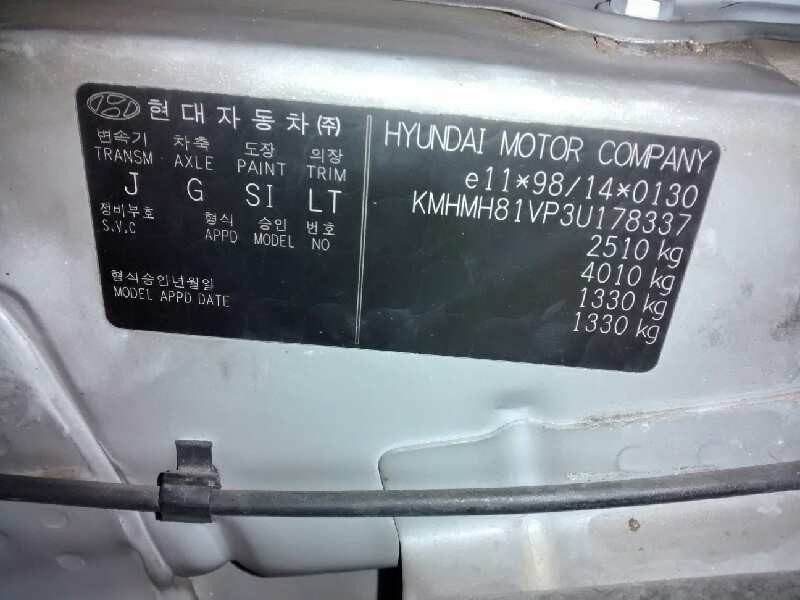 현대자동차㈜
변속기 차축 도장 의장
TRANSM AXLE PAINT TRIM
J G SI LT
정비부호 형식 승인 번호
S.V.C APPD MODEL NO
형식승인년월일
MODEL APPD DATE
HYUNDAI MOTOR COMPANY
e11*98/14*0130
KMHMH81VP3U178337
2510 kg
4010 kg
1330 kg
1330 kg